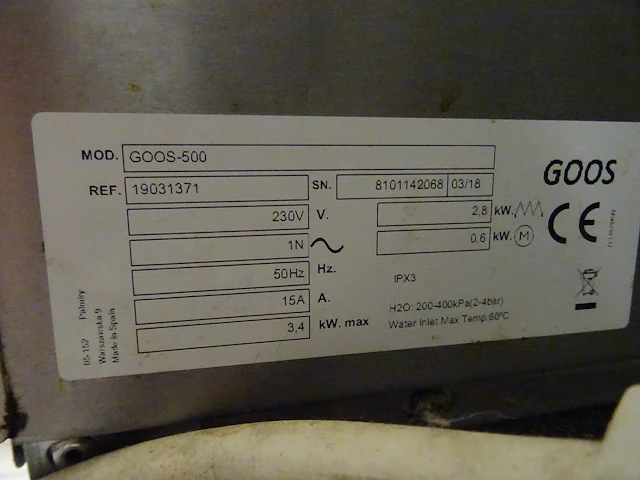 MOD. GOOS-500
REF. 19031371 SN. 8101142068 03/18
230V V. 2,8 kW.
1N 0,6 kW. M
50Hz Hz.
15A A.
3,4 kW. max
GOOS
CE
IPX3
H2O: 200-400kPa(2-4bar)
Water Inlet Max Temp:60ºC
05-152 Palmiry
Warszawska 9
Made in Spain